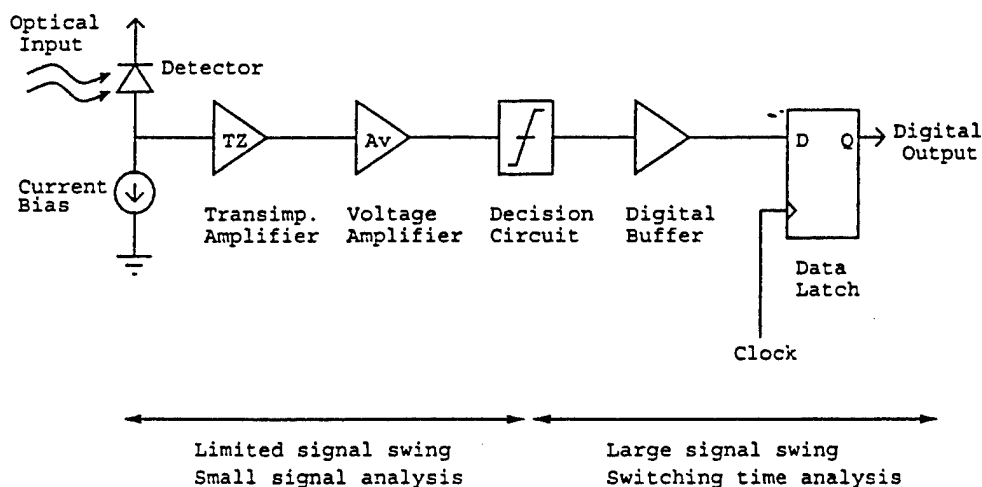 Optical
Input
Detector
TZ
Av
D Q
Digital
Output
Current
Bias
Transimp.
Amplifier
Voltage
Amplifier
Decision
Circuit
Digital
Buffer
Data
Latch
Clock
Limited signal swing
Small signal analysis
Large signal swing
Switching time analysis